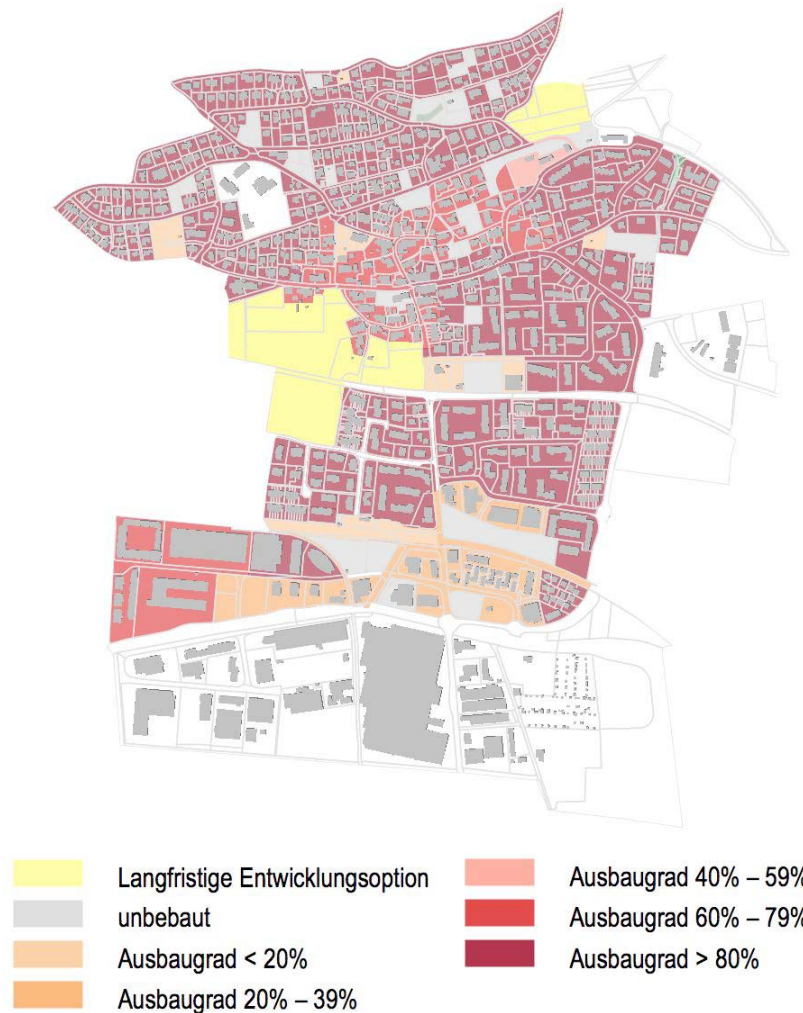 Langfristige Entwicklungsoption
unbebaut
Ausbaugrad < 20%
Ausbaugrad 20% – 39%
Ausbaugrad 40% – 59%
Ausbaugrad 60% – 79%
Ausbaugrad > 80%